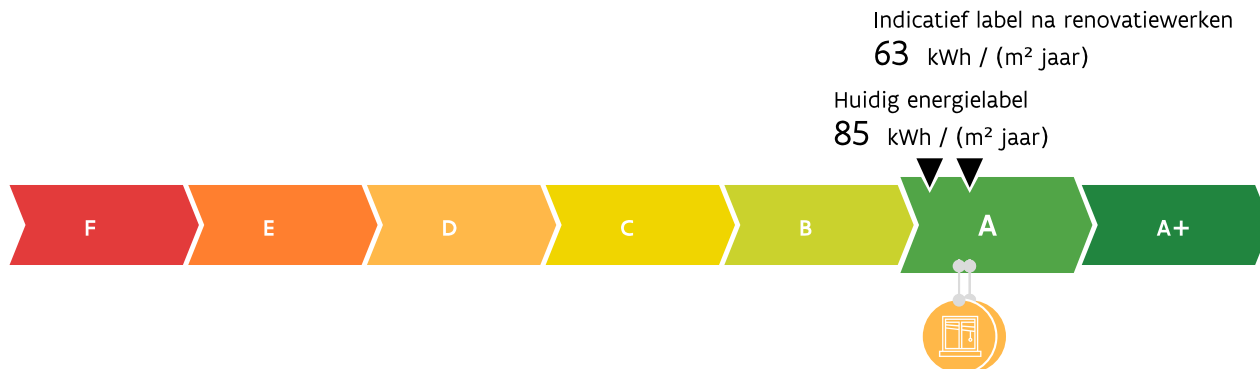 Indicatief label na renovatiewerken
63 kWh / (m² jaar)
Huidig energielabel
85 kWh / (m² jaar)
F E D C B A A+